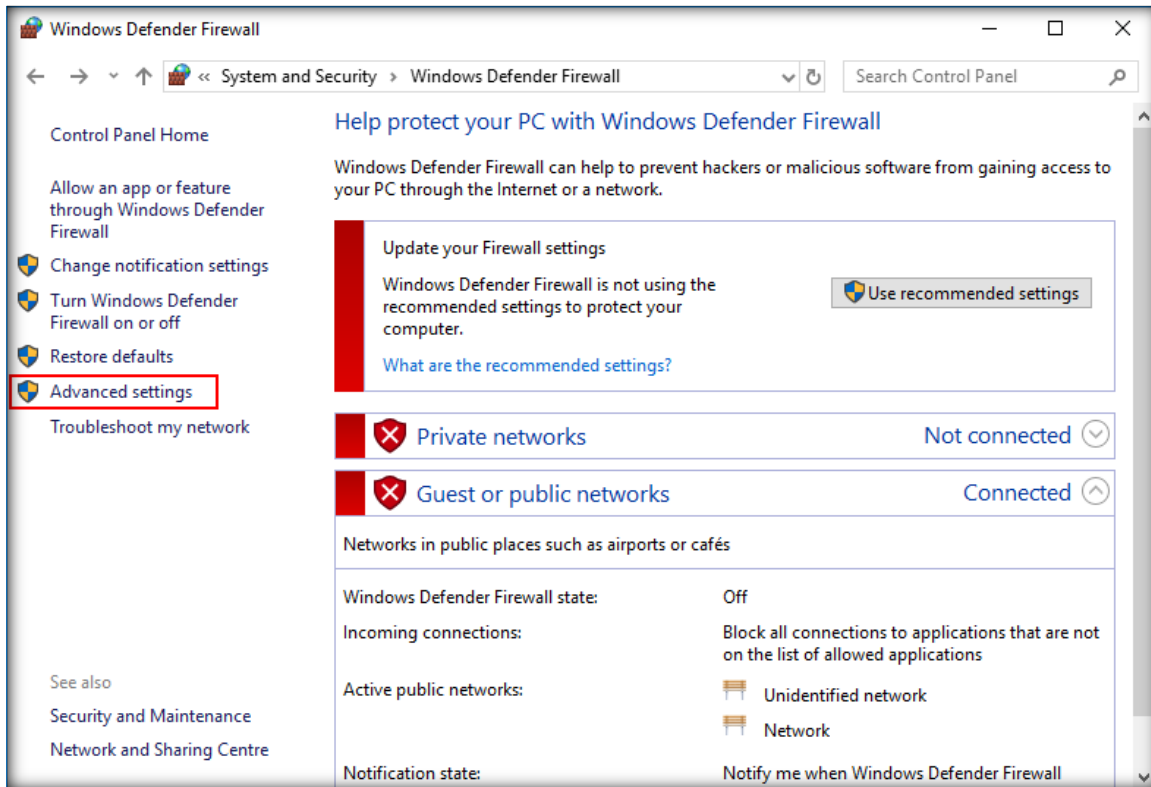 Windows Defender Firewall
« System and Security › Windows Defender Firewall
Search Control Panel
Control Panel Home
Allow an app or feature
through Windows Defender
Firewall
Change notification settings
Turn Windows Defender
Firewall on or off
Restore defaults
Advanced settings
Troubleshoot my network
See also
Security and Maintenance
Network and Sharing Centre
Help protect your PC with Windows Defender Firewall
Windows Defender Firewall can help to prevent hackers or malicious software from gaining access to
your PC through the Internet or a network.
Update your Firewall settings
Windows Defender Firewall is not using the
recommended settings to protect your
computer.
What are the recommended settings?
Use recommended settings
Private networks Not connected
Guest or public networks Connected
Networks in public places such as airports or cafés
Windows Defender Firewall state: Off
Incoming connections: Block all connections to applications that are not
on the list of allowed applications
Active public networks: Unidentified network
Network
Notification state: Notify me when Windows Defender Firewall